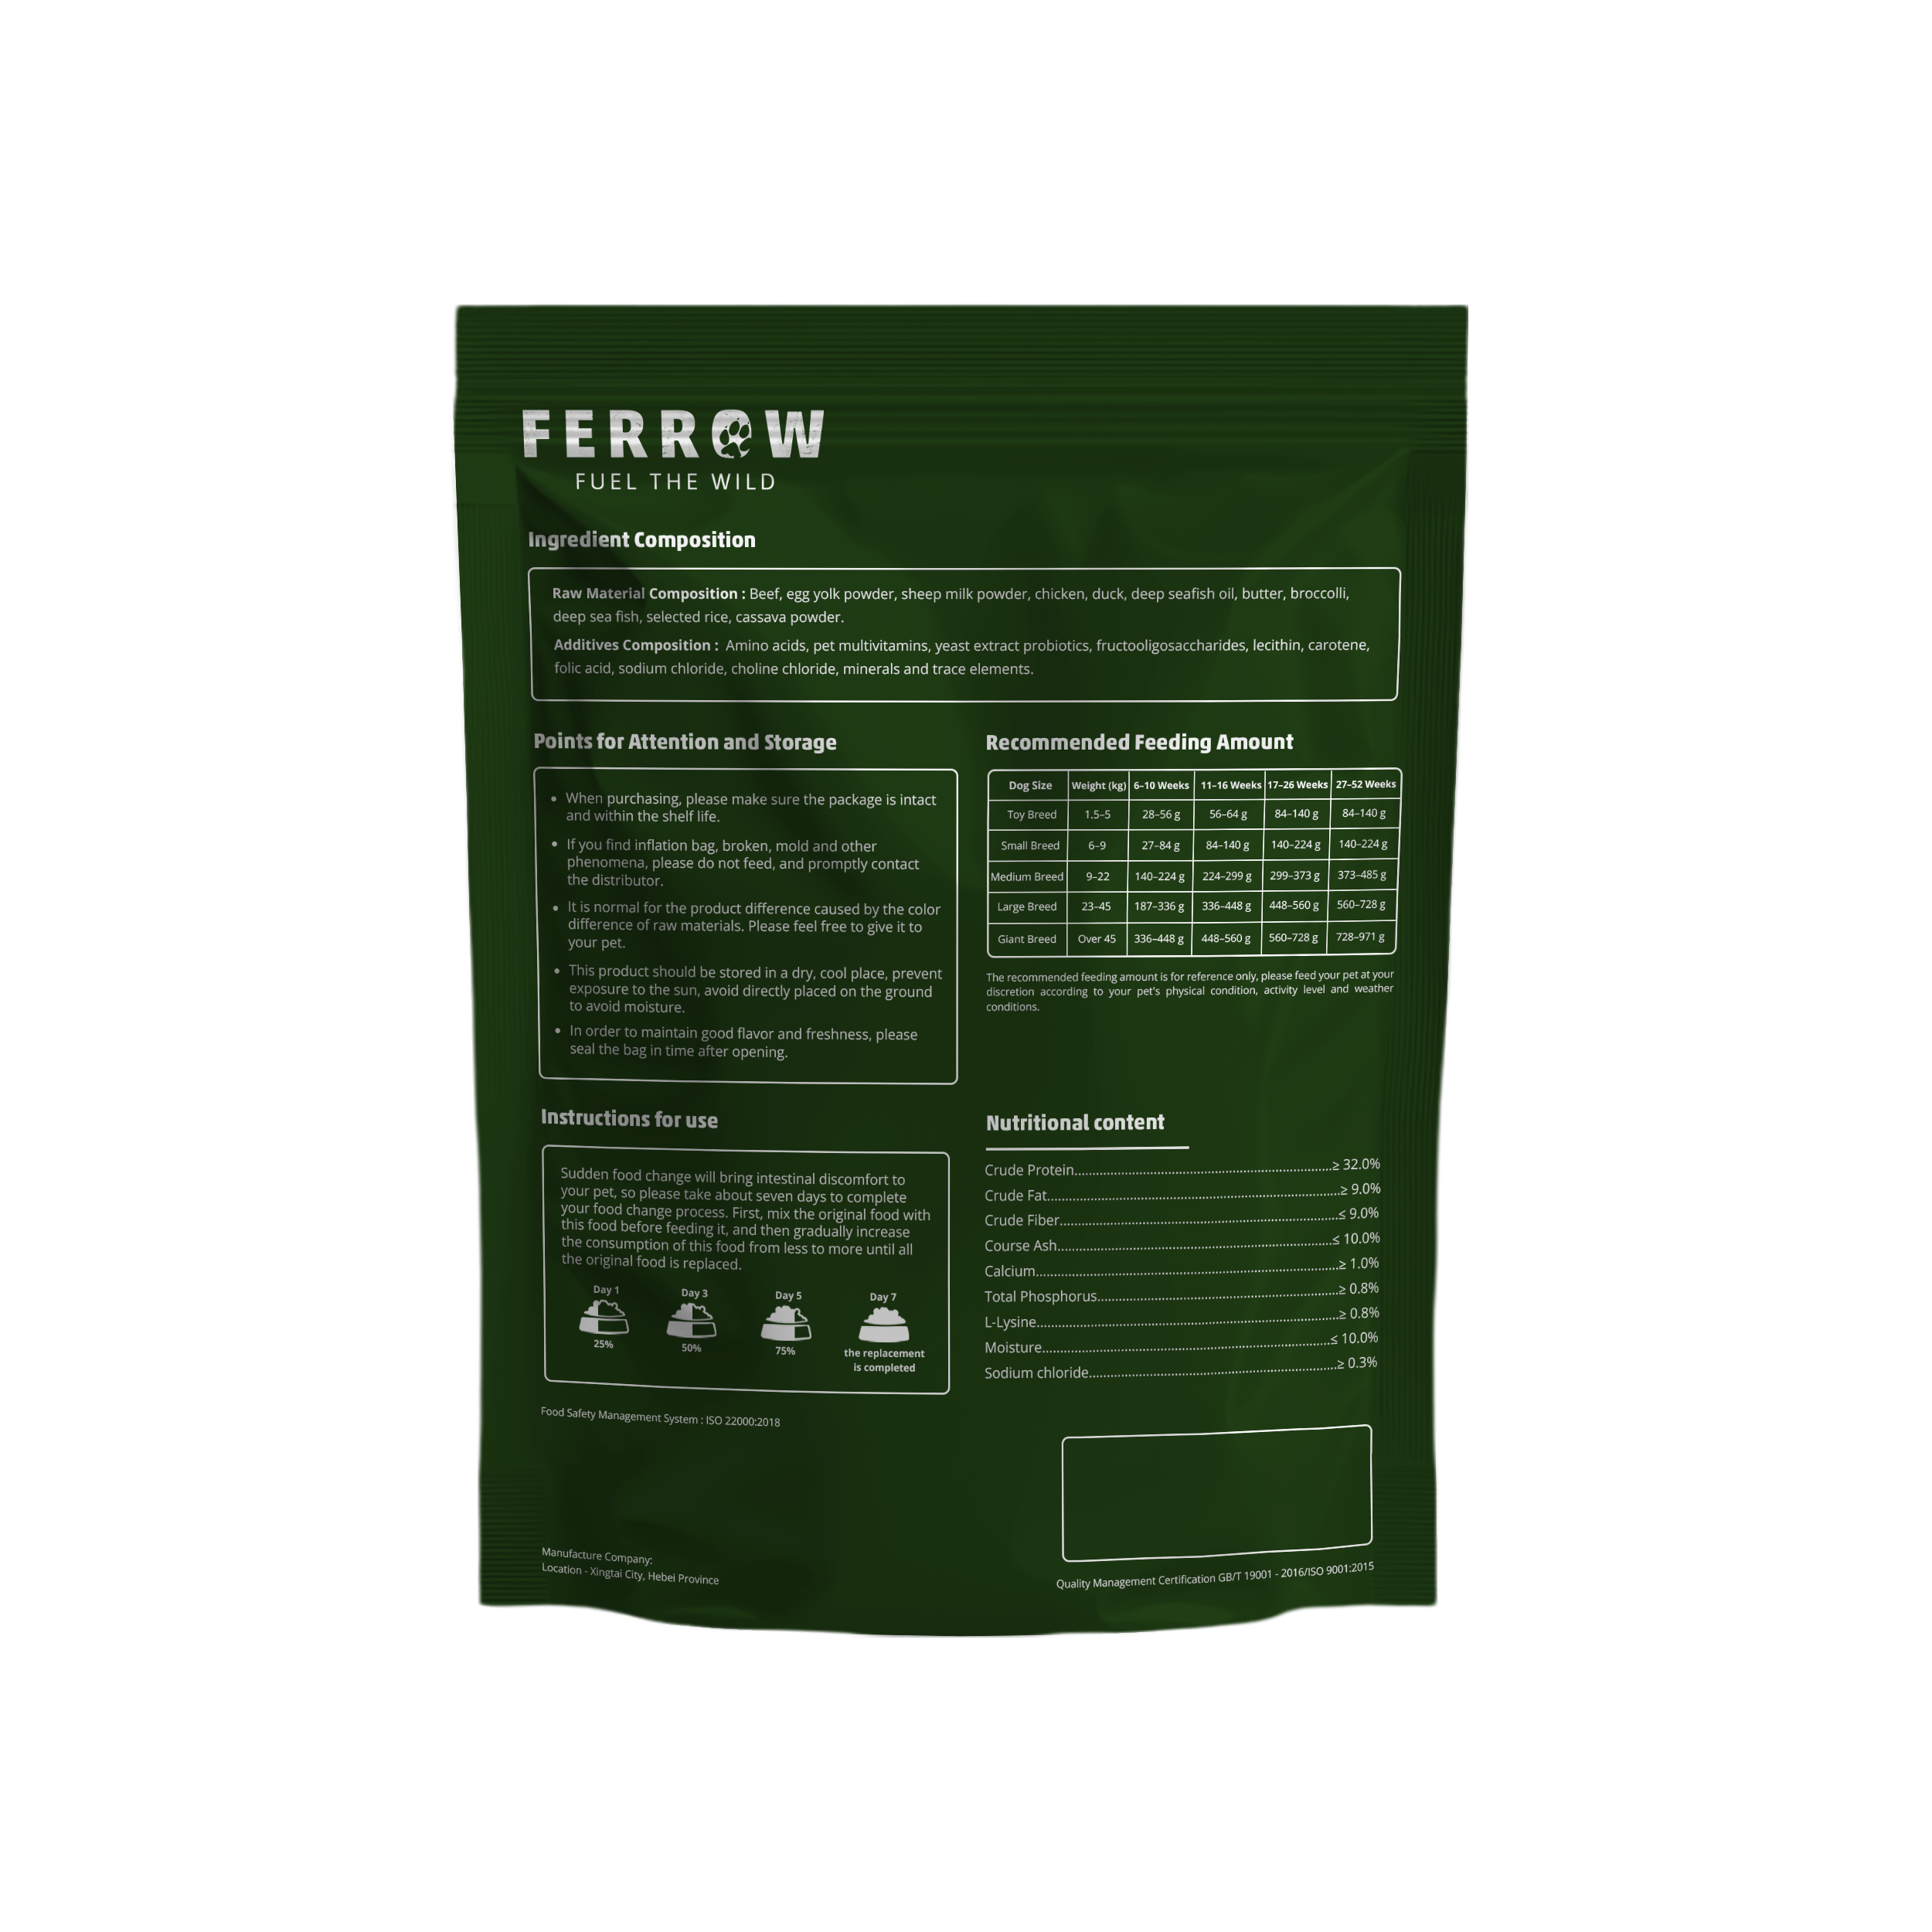 FERROW
FUEL THE WILD
Ingredient Composition
Raw Material Composition : Beef, egg yolk powder, sheep milk powder, chicken, duck, deep seafish oil, butter, broccolli,
deep sea fish, selected rice, cassava powder.
Additives Composition : Amino acids, pet multivitamins, yeast extract probiotics, fructooligosaccharides, lecithin, carotene,
folic acid, sodium chloride, choline chloride, minerals and trace elements.
Points for Attention and Storage
• When purchasing, please make sure the package is intact
and within the shelf life.
• If you find inflation bag, broken, mold and other
phenomena, please do not feed, and promptly contact
the distributor.
• It is normal for the product difference caused by the color
difference of raw materials. Please feel free to give it to
your pet.
• This product should be stored in a dry, cool place, prevent
exposure to the sun, avoid directly placed on the ground
to avoid moisture.
• In order to maintain good flavor and freshness, please
seal the bag in time after opening.
Recommended Feeding Amount
Dog Size Weight (kg) 6–10 Weeks 11–16 Weeks 17–26 Weeks 27–52 Weeks
Toy Breed 1.5–5 28–56 g 56–64 g 84–140 g 84–140 g
Small Breed 6–9 27–84 g 84–140 g 140–224 g 140–224 g
Medium Breed 9–22 140–224 g 224–299 g 299–373 g 373–485 g
Large Breed 23–45 187–336 g 336–448 g 448–560 g 560–728 g
Giant Breed Over 45 336–448 g 448–560 g 560–728 g 728–971 g
The recommended feeding amount is for reference only, please feed your pet at your
discretion according to your pet's physical condition, activity level and weather
conditions.
Instructions for use
Sudden food change will bring intestinal discomfort to
your pet, so please take about seven days to complete
your food change process. First, mix the original food with
this food before feeding it, and then gradually increase
the consumption of this food from less to more until all
the original food is replaced.
Day 1 Day 3 Day 5 Day 7
25% 50% 75% the replacement
is completed
Food Safety Management System : ISO 22000:2018
Nutritional content
Crude Protein ≥ 32.0%
Crude Fat ≥ 9.0%
Crude Fiber ≤ 9.0%
Course Ash ≤ 10.0%
Calcium ≥ 1.0%
Total Phosphorus ≥ 0.8%
L-Lysine ≥ 0.8%
Moisture ≤ 10.0%
Sodium chloride ≥ 0.3%
Manufacture Company:
Location - Xingtai City, Hebei Province
Quality Management Certification GB/T 19001 - 2016/ISO 9001:2015